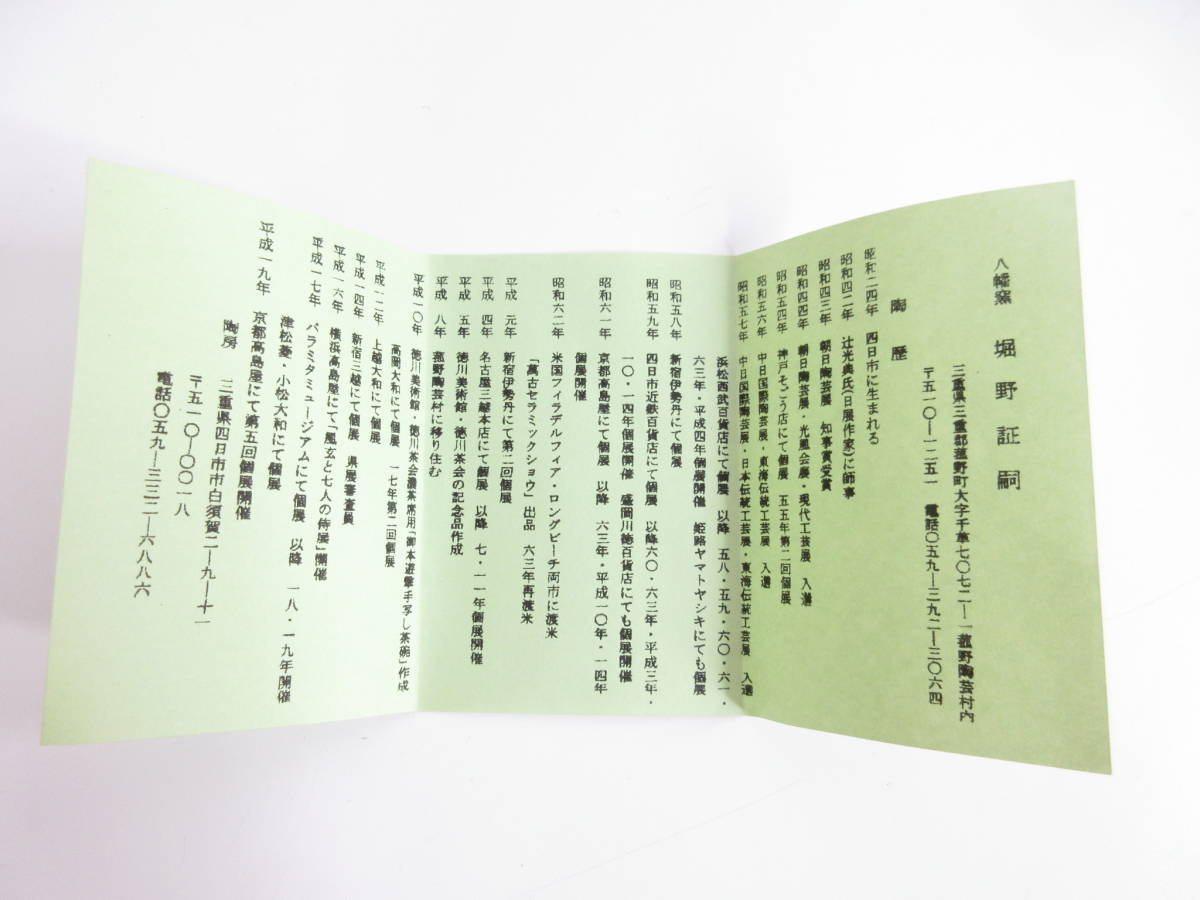 八幡窯　堀野証嗣
三重県三重郡菰野町大字千草七〇七二ー一菰野陶芸村内
〒五一〇ー一二五一　電話〇五九ー三九二ー三〇六四
陶歴
昭和二四年　四日市に生まれる
昭和四二年　辻光典氏(日展作家)に師事
昭和四三年　朝日陶芸展　知事賞受賞
昭和四四年　朝日陶芸展・光風会展・現代工芸展　入選
昭和五四年　神戸そごう店にて個展　五五年第二回個展
昭和五六年　中日国際陶芸展・東海伝統工芸展　入選
昭和五七年　中日国際陶芸展・日本伝統工芸展・東海伝統工芸展　入選
浜松西武百貨店にて個展　以降　五八・五九・六〇・六一・
六三年・平成四年個展開催　姫路ヤマトヤシキにても個展
昭和五八年　新宿伊勢丹にて個展
昭和五九年　四日市近鉄百貨店にて個展　以降六〇・六三年・平成三年・
一〇・一四年個展開催　盛岡川徳百貨店にても個展開催
昭和六一年　京都高島屋にて個展　以降　六三年・平成一〇年・一四年
個展開催
昭和六二年　米国フィラデルフィア・ロングビーチ両市に渡米
「萬古セラミックショウ」出品　六三年再渡米
平成　元年　新宿伊勢丹にて第二回個展
平成　四年　名古屋三越本店にて個展　以降　七・一一年個展開催
平成　五年　徳川美術館・徳川茶会の記念品作成
平成　八年　菰野陶芸村に移り住む
平成一〇年　徳川美術館・徳川茶会濃茶席用「御本遊撃手写し茶碗」作成
高岡大和にて個展　一七年第二回個展
平成一二年　上越大和にて個展
平成一四年　新宿三越にて個展　県展審査員
平成一六年　横浜高島屋にて「風玄と七人の侍展」開催
平成一七年　パラミタミュージアムにて個展　以降　一八・一九年開催
津松菱・小松大和にて個展
平成一九年　京都高島屋にて第五回個展開催
陶房　三重県四日市市白須賀二ー九ー十一
〒五一〇ー〇〇一八
電話〇五九ー三三二ー六八八六